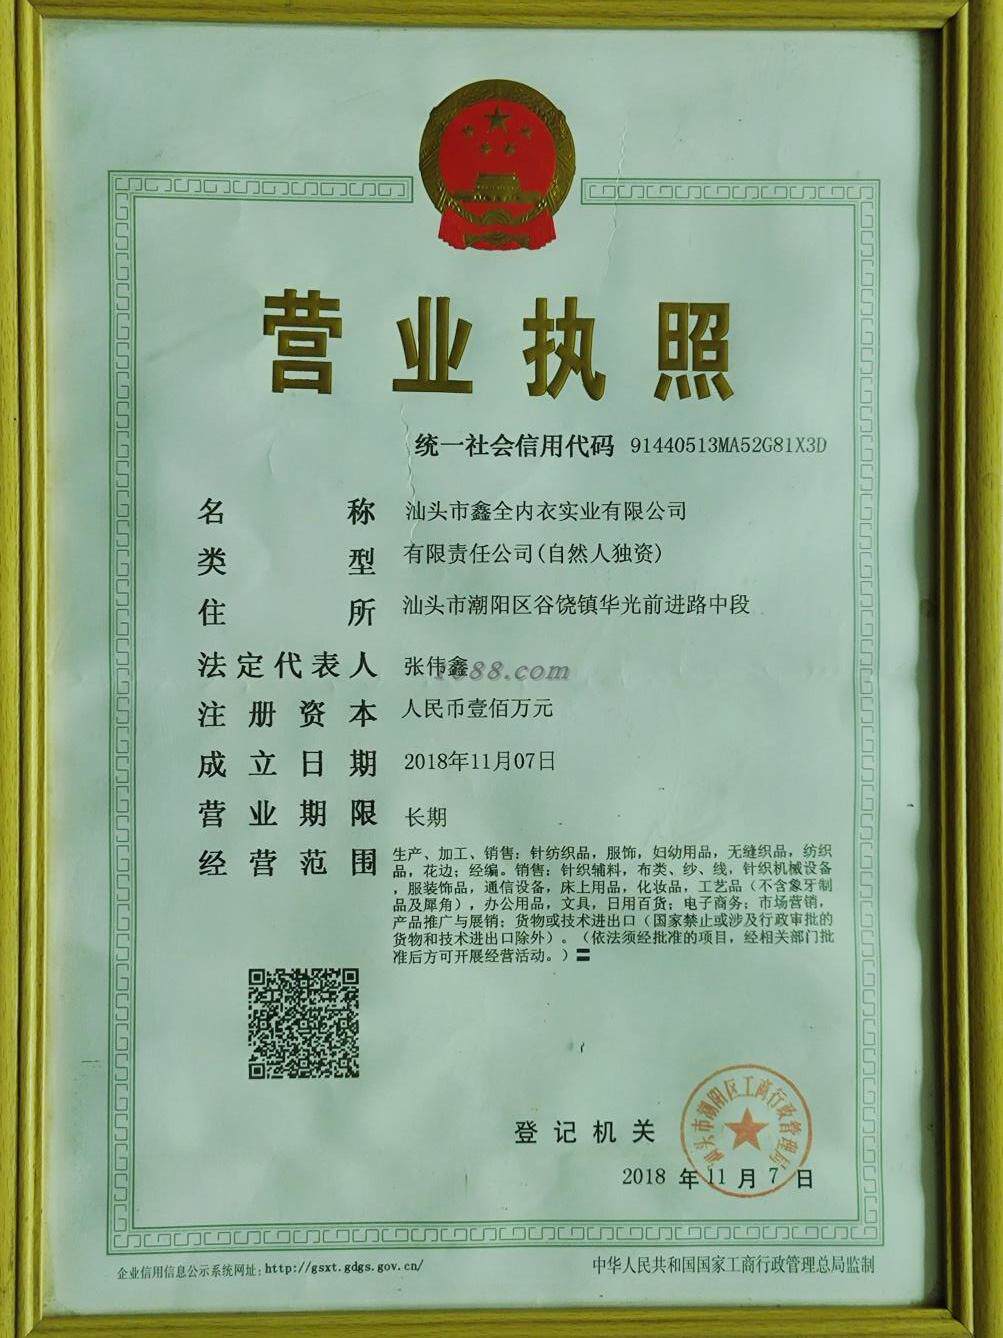 营业执照
统一社会信用代码 91440513MA52G81X3D
名称 汕头市鑫全内衣实业有限公司
类型 有限责任公司(自然人独资)
住所 汕头市潮阳区谷饶镇华光前进路中段
法定代表人 张伟鑫
1688.com
注册资本 人民币壹佰万元
成立日期 2018年11月07日
营业期限 长期
经营范围 生产、加工、销售：针纺织品，服饰，妇幼用品，无缝织品，纺织
品，花边；经编。销售：针织辅料，布类、纱、线，针织机械设备
，服装饰品，通信设备，床上用品，化妆品，工艺品（不含象牙制
品及犀角），办公用品，文具，日用百货；电子商务；市场营销，
产品推广与展销；货物或技术进出口（国家禁止或涉及行政审批的
货物和技术进出口除外）。（依法须经批准的项目，经相关部门批
准后方可开展经营活动。）〓
汕头市潮阳区工商行政管理局
登记机关
2018 年 11 月 7 日
企业信用信息公示系统网址：http://gsxt.gdgs.gov.cn/
中华人民共和国国家工商行政管理总局监制